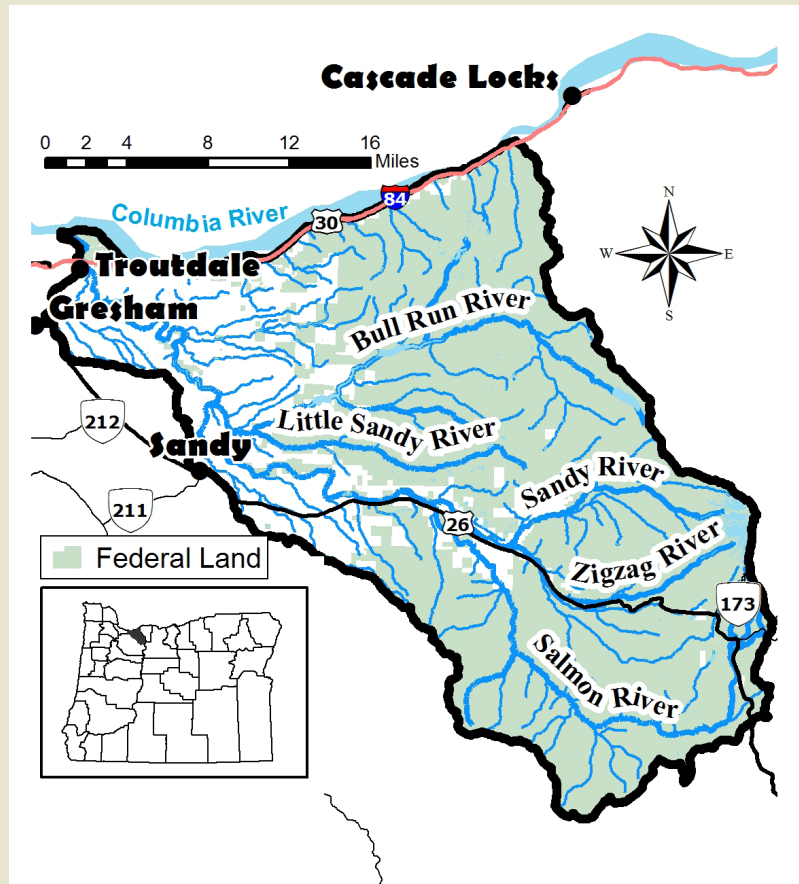 Cascade Locks
0 2 4 8 12 16
Miles
84
Columbia River
30
N
W E
S
Troutdale
Gresham
Bull Run River
212
Little Sandy River
Sandy
Sandy River
211
26
Federal Land
Zigzag River
173
Salmon River